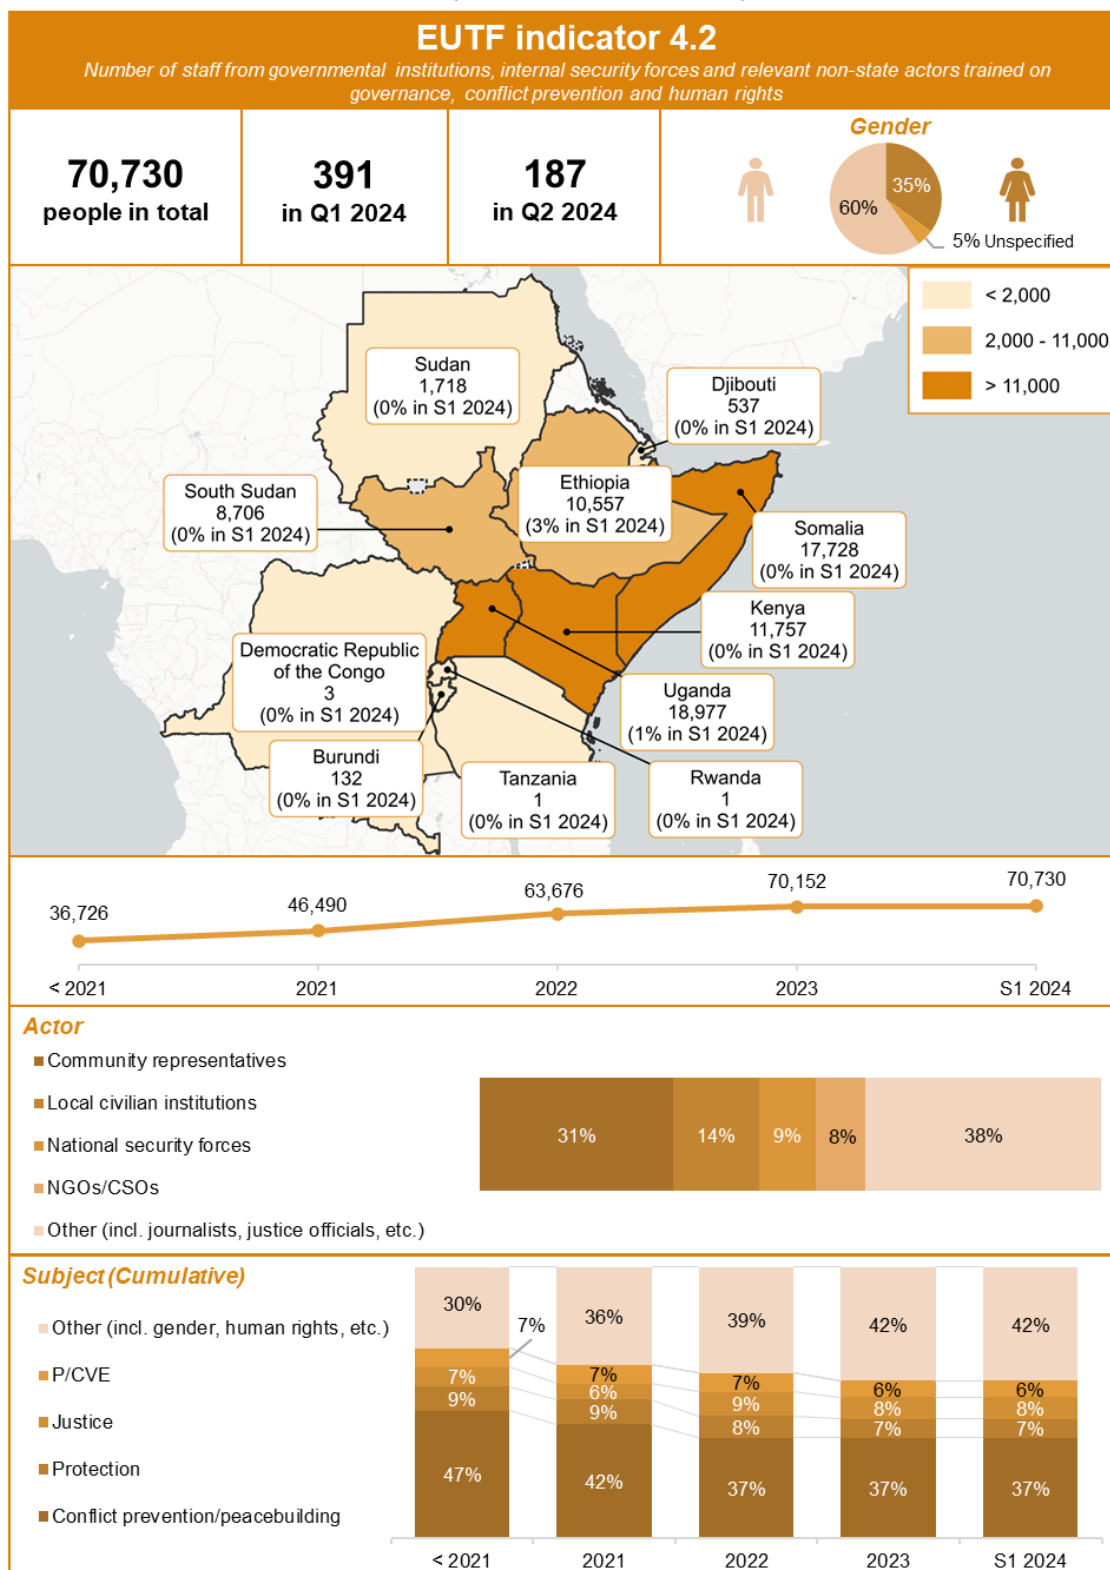 EUTF indicator 4.2
Number of staff from governmental institutions, internal security forces and relevant non-state actors trained on
governance, conflict prevention and human rights
70,730
people in total
391
in Q1 2024
187
in Q2 2024
Gender
35%
60%
5% Unspecified
< 2,000
2,000 - 11,000
> 11,000
Sudan
1,718
(0% in S1 2024)
Djibouti
537
(0% in S1 2024)
Ethiopia
10,557
(3% in S1 2024)
South Sudan
8,706
(0% in S1 2024)
Somalia
17,728
(0% in S1 2024)
Kenya
11,757
(0% in S1 2024)
Democratic Republic
of the Congo
3
(0% in S1 2024)
Uganda
18,977
(1% in S1 2024)
Burundi
132
(0% in S1 2024)
Tanzania
1
(0% in S1 2024)
Rwanda
1
(0% in S1 2024)
36,726
46,490
63,676
70,152
70,730
< 2021
2021
2022
2023
S1 2024
Actor
Community representatives
Local civilian institutions
National security forces
NGOs/CSOs
Other (incl. journalists, justice officials, etc.)
31%
14%
9%
8%
38%
Subject (Cumulative)
Other (incl. gender, human rights, etc.)
P/CVE
Justice
Protection
Conflict prevention/peacebuilding
30%
7%
7%
9%
47%
36%
7%
6%
9%
42%
39%
7%
9%
8%
37%
42%
6%
8%
7%
37%
42%
6%
8%
7%
37%
< 2021
2021
2022
2023
S1 2024